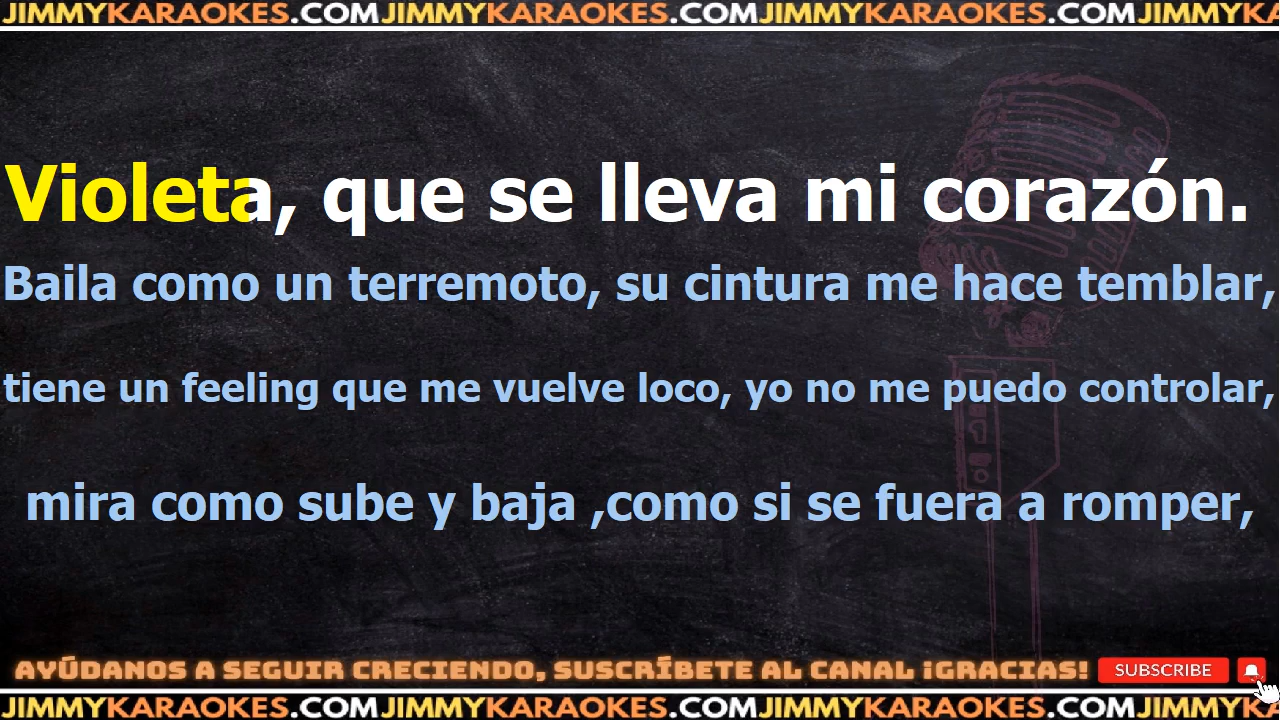 JIMMYKARAOKES.COMJIMMYKARAOKES.COMJIMMYKARAOKES.COMJIMMYKA
Violeta, que se lleva mi corazón.
Baila como un terremoto, su cintura me hace temblar,
tiene un feeling que me vuelve loco, yo no me puedo controlar,
mira como sube y baja ,como si se fuera a romper,
AYÚDANOS A SEGUIR CRECIENDO, SUSCRÍBETE AL CANAL ¡GRACIAS! SUBSCRIBE
JIMMYKARAOKES.COMJIMMYKARAOKES.COMJIMMYKARAOKES.COMJIMMYKA